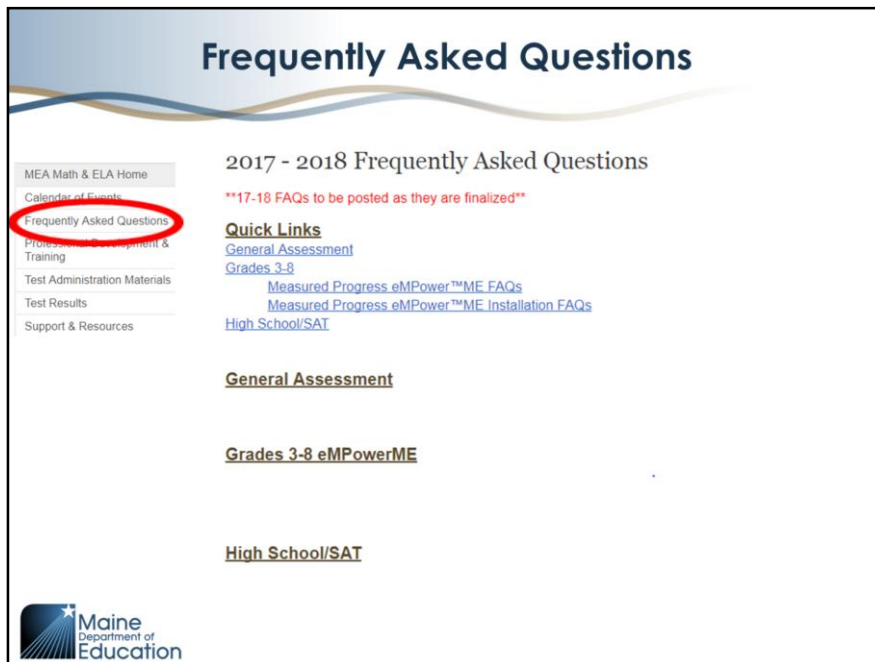 Frequently Asked Questions
MEA Math & ELA Home
Calendar of Events
Frequently Asked Questions
Professional Development &
Training
Test Administration Materials
Test Results
Support & Resources
2017 - 2018 Frequently Asked Questions
**17-18 FAQs to be posted as they are finalized**
Quick Links
General Assessment
Grades 3-8
Measured Progress eMPower™ME FAQs
Measured Progress eMPower™ME Installation FAQs
High School/SAT
General Assessment
Grades 3-8 eMPowerME
High School/SAT
Maine
Department of
Education